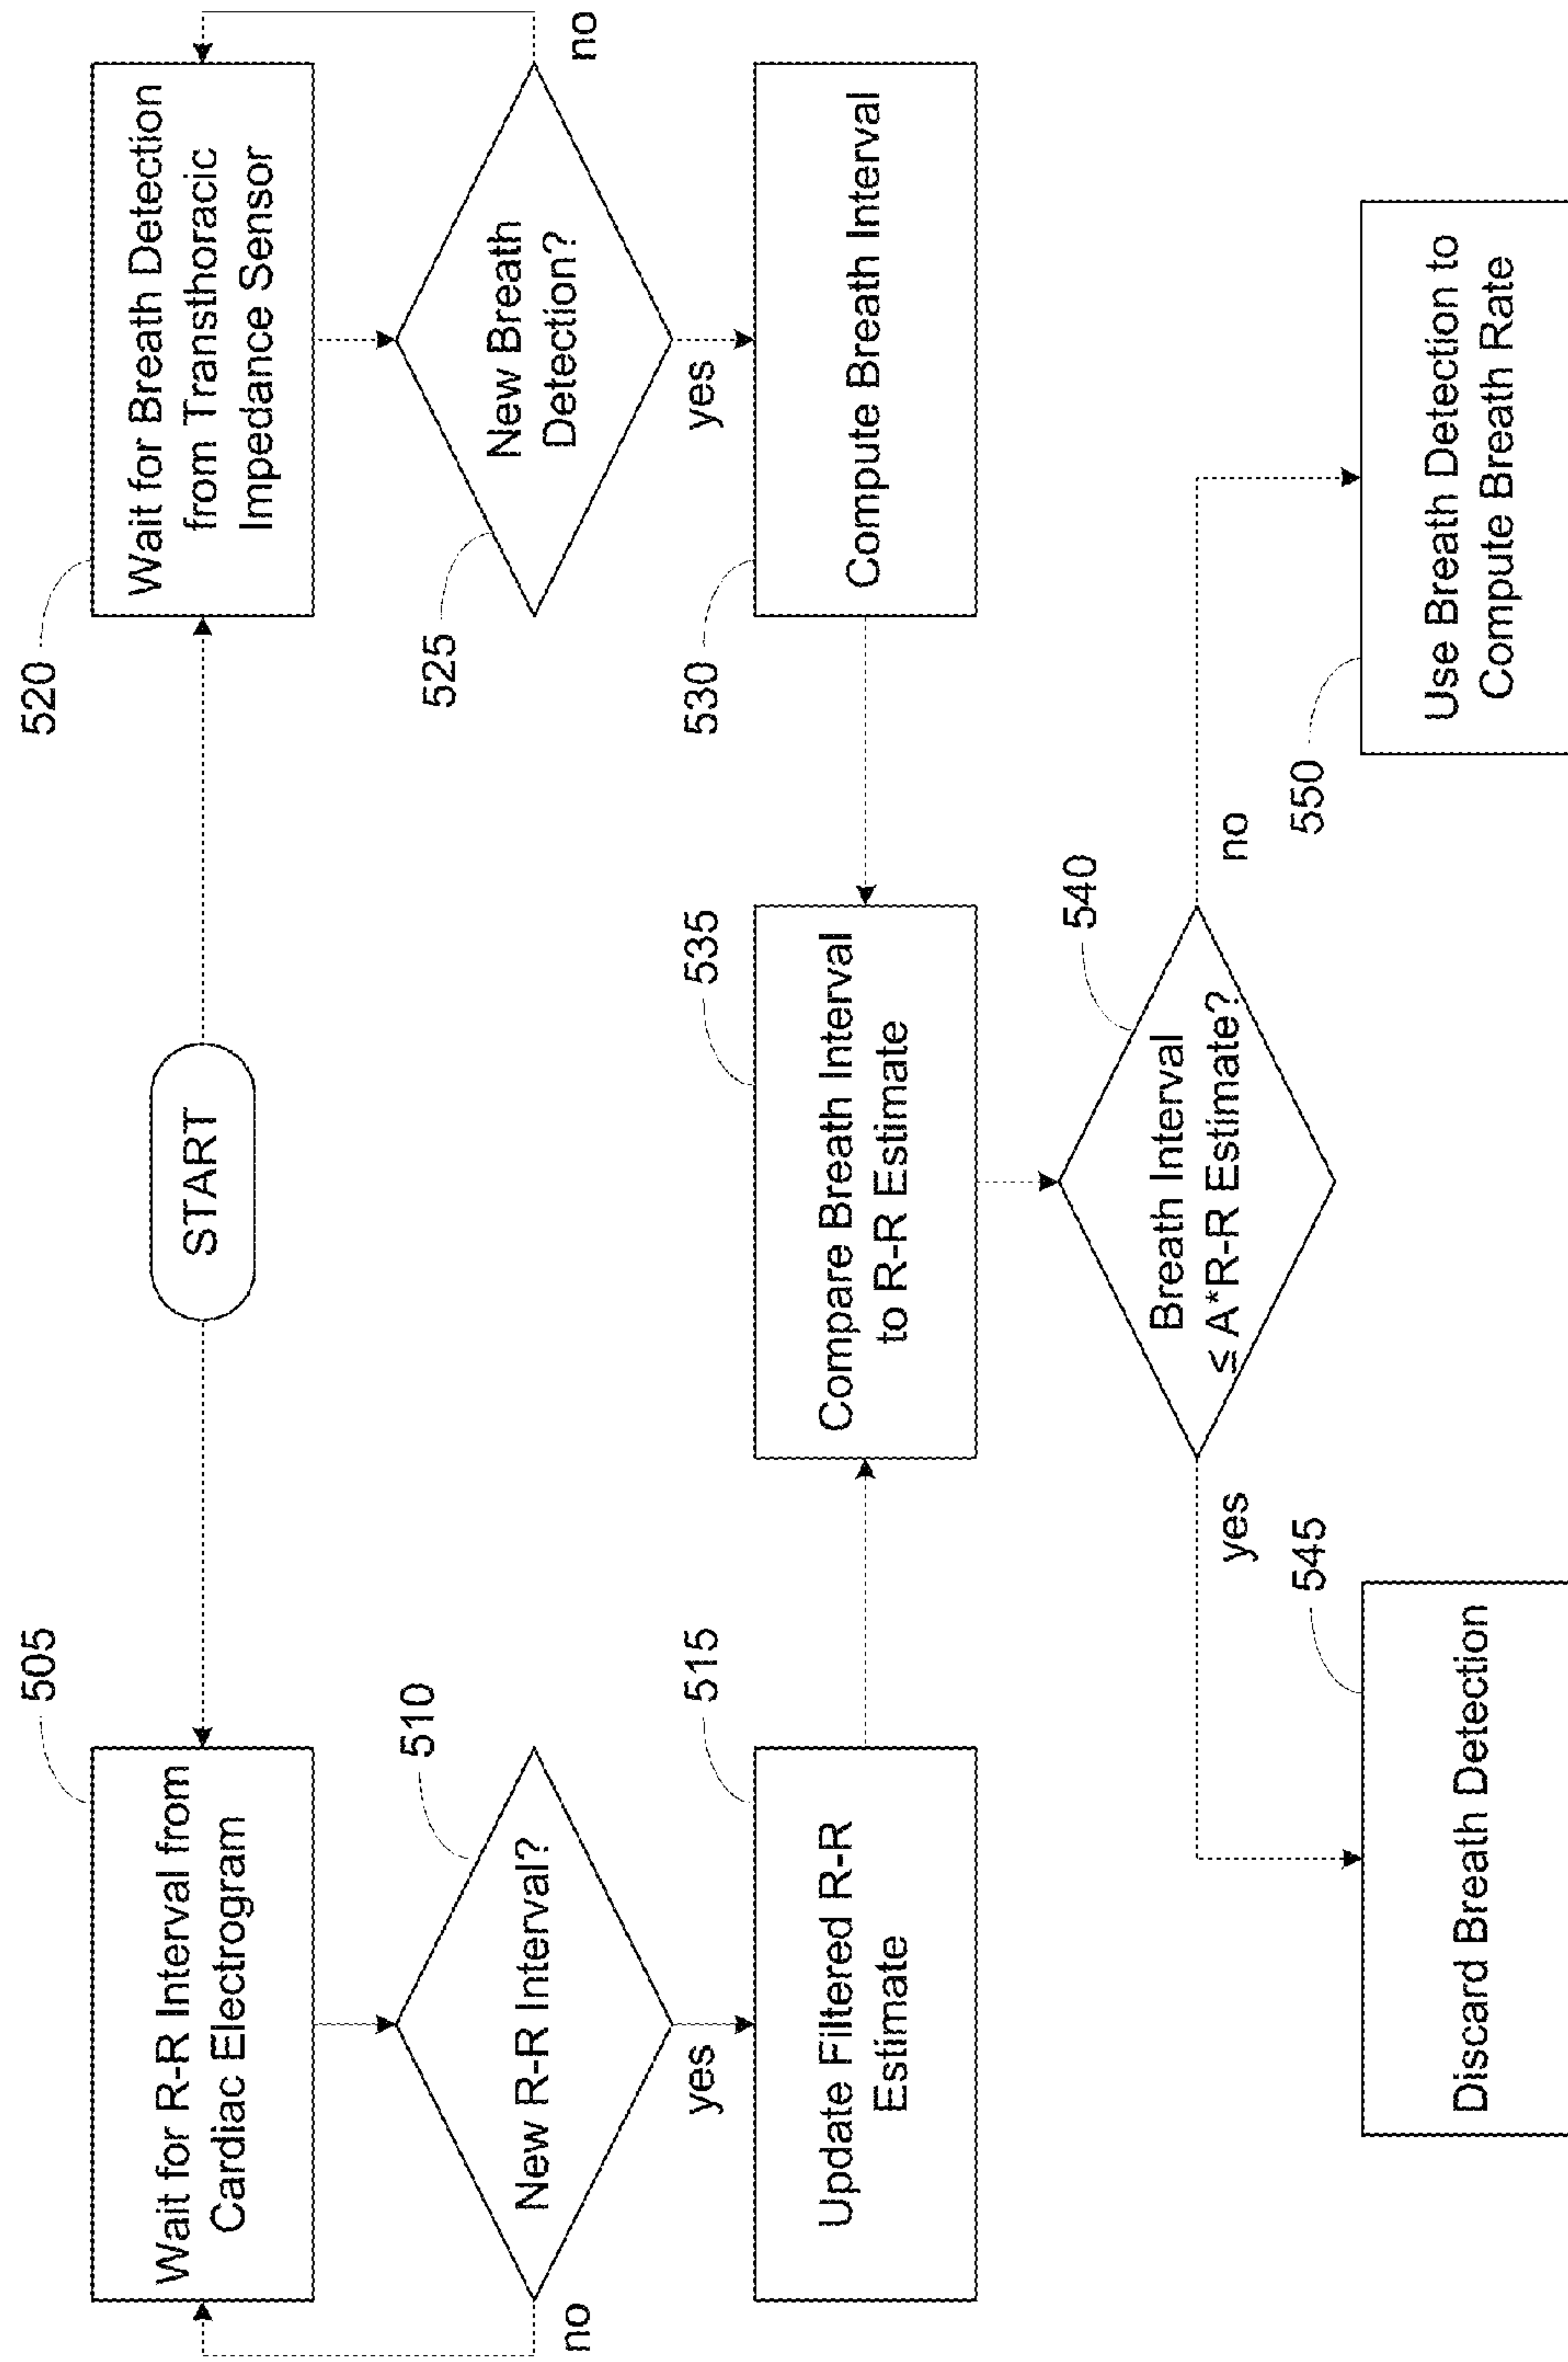 START
505
Wait for R-R Interval from
Cardiac Electrogram
510
New R-R Interval?
no
yes
515
Update Filtered R-R
Estimate
520
Wait for Breath Detection
from Transthoracic
Impedance Sensor
525
New Breath
Detection?
no
yes
530
Compute Breath Interval
535
Compare Breath Interval
to R-R Estimate
540
Breath Interval
≤ A*R-R Estimate?
yes
no
545
Discard Breath Detection
550
Use Breath Detection to
Compute Breath Rate